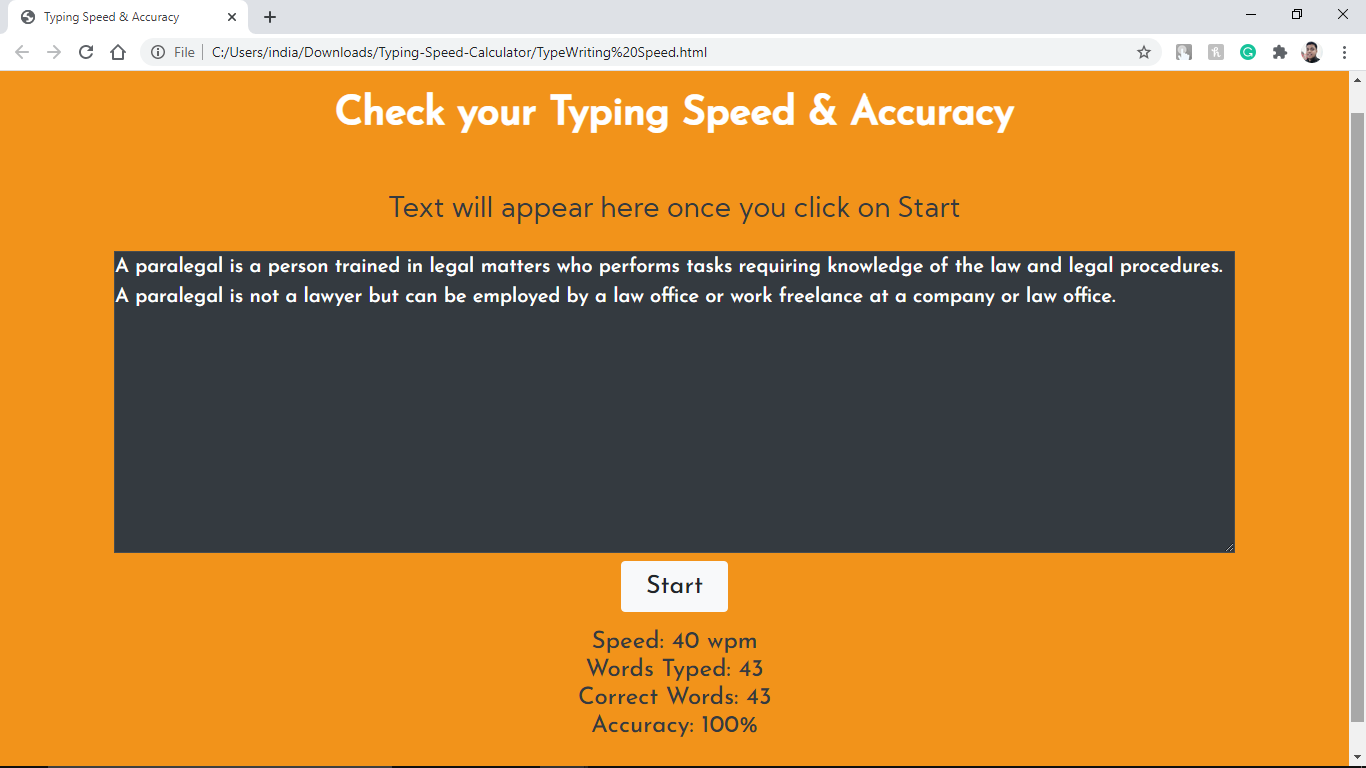 Typing Speed & Accuracy
File
C:/Users/india/Downloads/Typing-Speed-Calculator/TypeWriting%20Speed.html
Check your Typing Speed & Accuracy
Text will appear here once you click on Start
A paralegal is a person trained in legal matters who performs tasks requiring knowledge of the law and legal procedures.
A paralegal is not a lawyer but can be employed by a law office or work freelance at a company or law office.
Start
Speed: 40 wpm
Words Typed: 43
Correct Words: 43
Accuracy: 100%